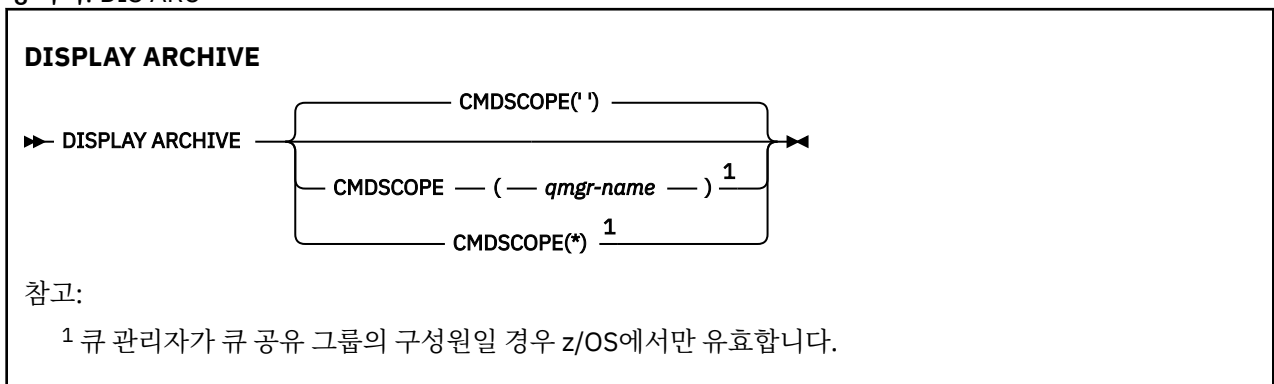 DISPLAY ARCHIVE
CMDSCOPE(' ')
DISPLAY ARCHIVE
CMDSCOPE ( qmgr-name ) 1
CMDSCOPE(*) 1
참고:
1 큐 관리자가 큐 공유 그룹의 구성원일 경우 z/OS에서만 유효합니다.